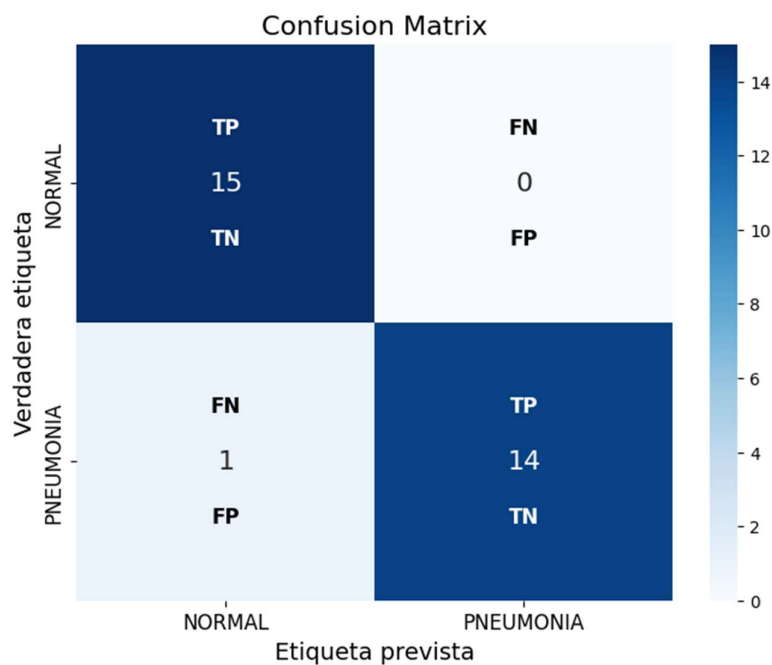 Confusion Matrix
Verdadera etiqueta
NORMAL
TP
15
TN
FN
0
FP
PNEUMONIA
FN
1
FP
TP
14
TN
NORMAL
PNEUMONIA
Etiqueta prevista
14
12
10
8
6
4
2
0